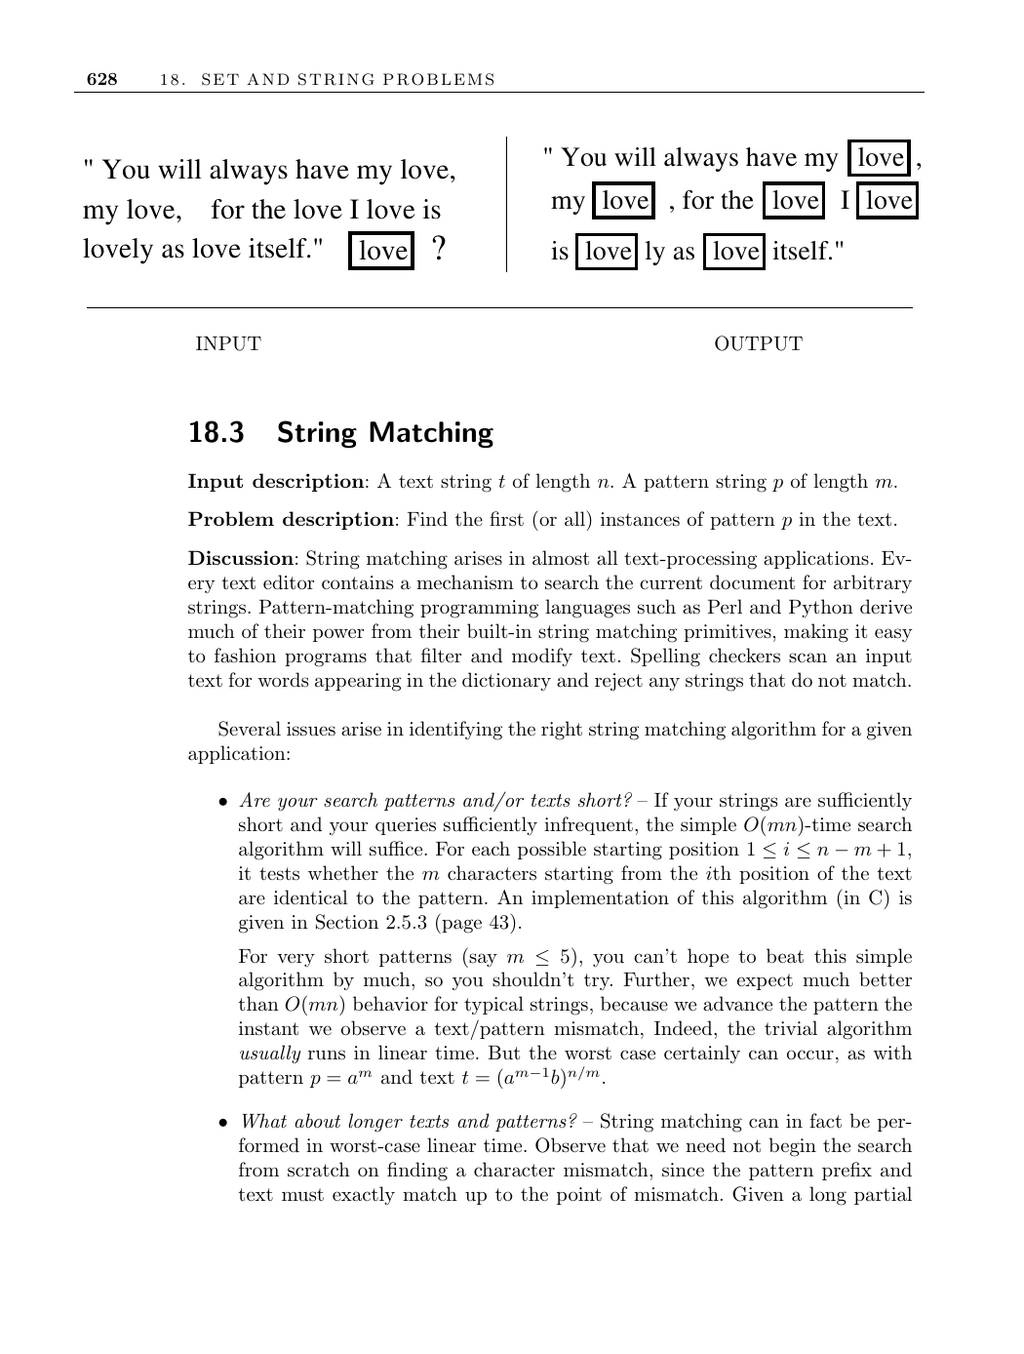 628 18. SET AND STRING PROBLEMS
" You will always have my love,
my love, for the love I love is
lovely as love itself." love ?
" You will always have my love ,
my love , for the love I love
is love ly as love itself."
INPUT
OUTPUT
18.3 String Matching
Input description: A text string t of length n. A pattern string p of length m.
Problem description: Find the first (or all) instances of pattern p in the text.
Discussion: String matching arises in almost all text-processing applications. Ev-
ery text editor contains a mechanism to search the current document for arbitrary
strings. Pattern-matching programming languages such as Perl and Python derive
much of their power from their built-in string matching primitives, making it easy
to fashion programs that filter and modify text. Spelling checkers scan an input
text for words appearing in the dictionary and reject any strings that do not match.
Several issues arise in identifying the right string matching algorithm for a given
application:
• Are your search patterns and/or texts short? – If your strings are sufficiently
short and your queries sufficiently infrequent, the simple O(mn)-time search
algorithm will suffice. For each possible starting position 1 ≤ i ≤ n − m + 1,
it tests whether the m characters starting from the ith position of the text
are identical to the pattern. An implementation of this algorithm (in C) is
given in Section 2.5.3 (page 43).
For very short patterns (say m ≤ 5), you can't hope to beat this simple
algorithm by much, so you shouldn't try. Further, we expect much better
than O(mn) behavior for typical strings, because we advance the pattern the
instant we observe a text/pattern mismatch, Indeed, the trivial algorithm
usually runs in linear time. But the worst case certainly can occur, as with
pattern p = a^m and text t = (a^{m−1}b)^{n/m}.
• What about longer texts and patterns? – String matching can in fact be per-
formed in worst-case linear time. Observe that we need not begin the search
from scratch on finding a character mismatch, since the pattern prefix and
text must exactly match up to the point of mismatch. Given a long partial